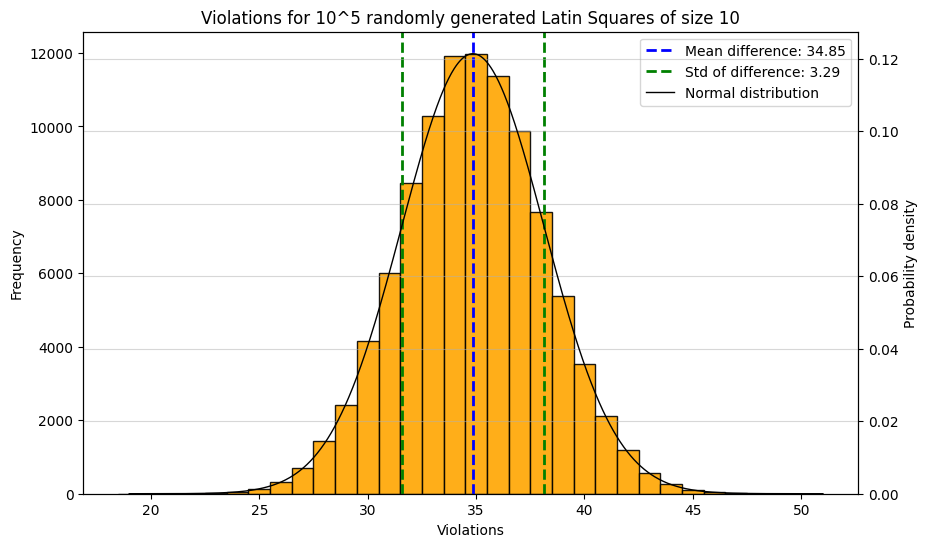 Violations for 10^5 randomly generated Latin Squares of size 10
Mean difference: 34.85
Std of difference: 3.29
Normal distribution
Frequency
12000
10000
8000
6000
4000
2000
0
0.12
0.10
0.08
0.06
0.04
0.02
0.00
Probability density
20 25 30 35 40 45 50
Violations